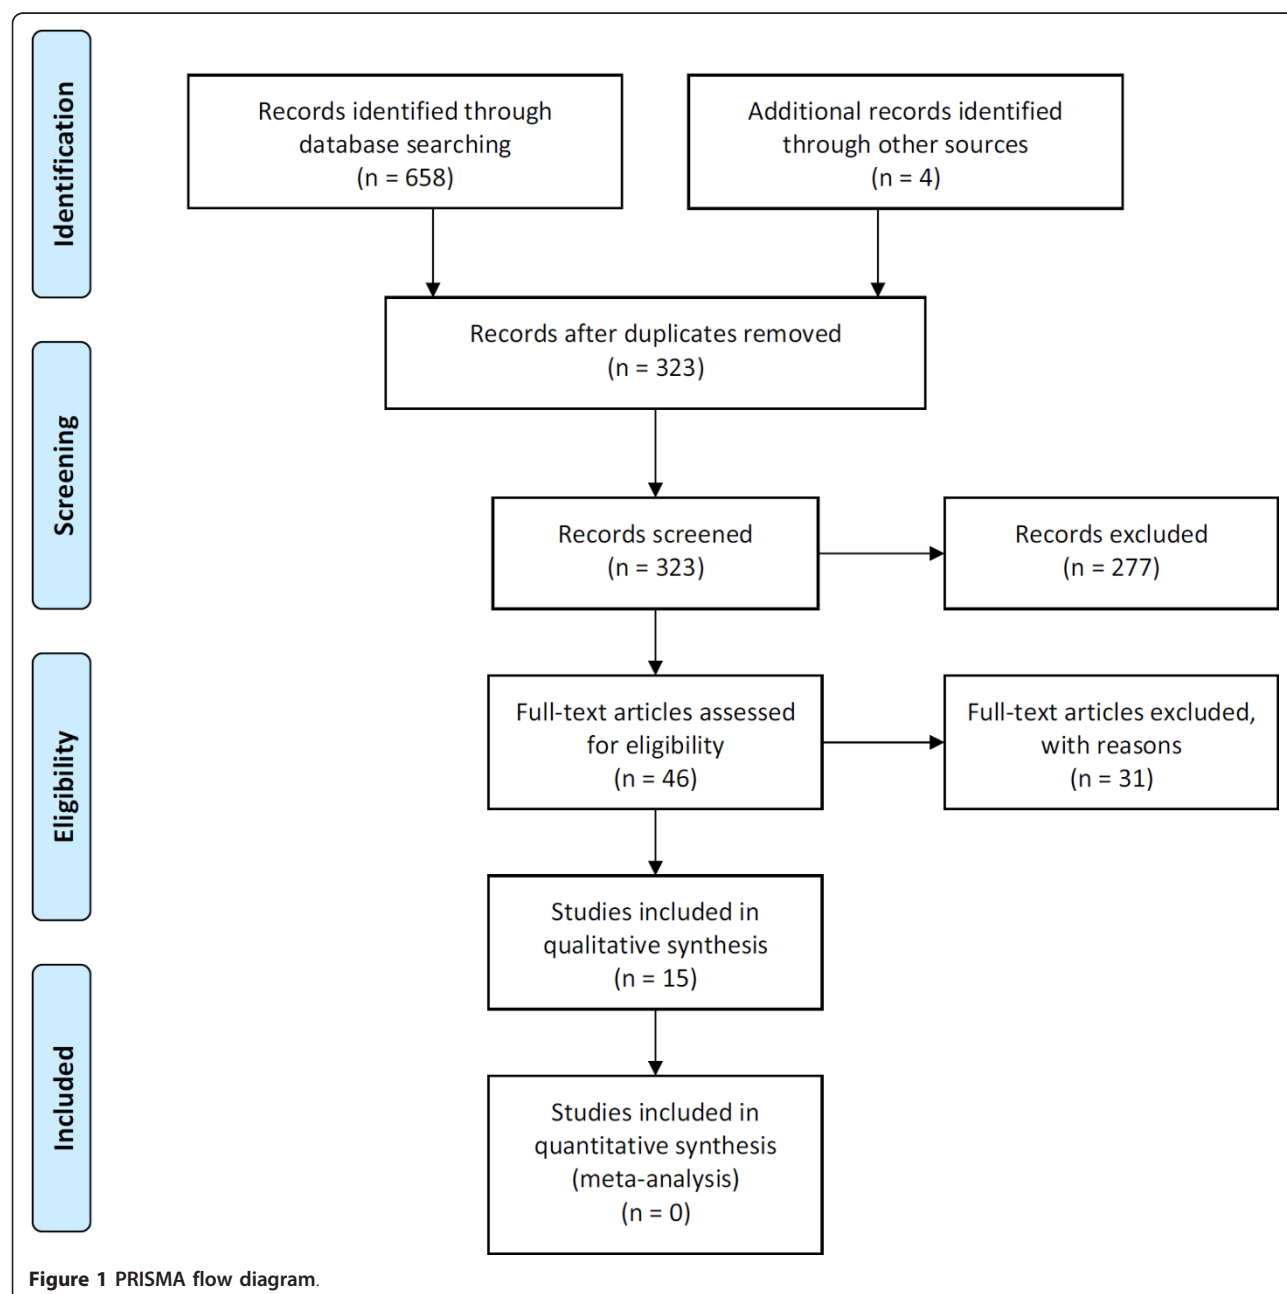 Identification
Records identified through
database searching
(n = 658)
Additional records identified
through other sources
(n = 4)
Records after duplicates removed
(n = 323)
Screening
Records screened
(n = 323)
Records excluded
(n = 277)
Eligibility
Full-text articles assessed
for eligibility
(n = 46)
Full-text articles excluded,
with reasons
(n = 31)
Studies included in
qualitative synthesis
(n = 15)
Included
Studies included in
quantitative synthesis
(meta-analysis)
(n = 0)
Figure 1 PRISMA flow diagram.